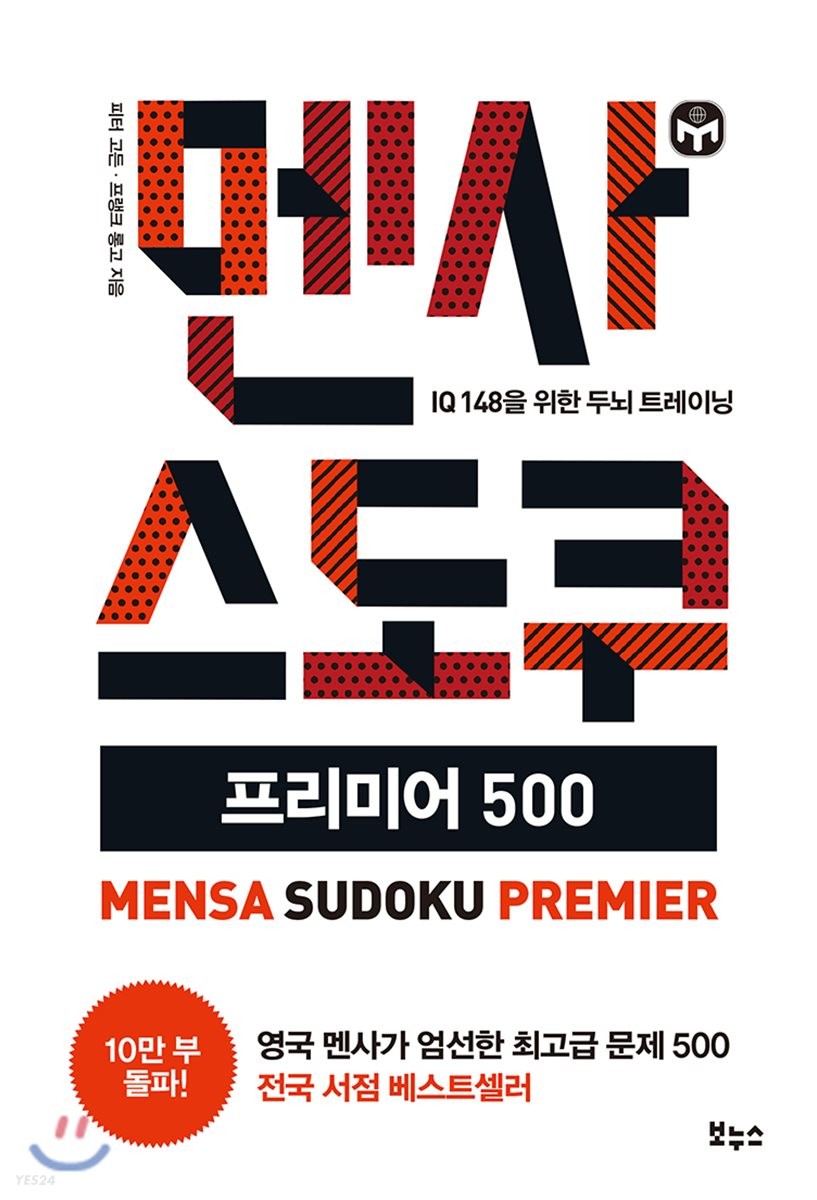 피터 고든 · 프랭크 롱고 지음
멘사
IQ 148을 위한 두뇌 트레이닝
스도쿠
프리미어 500
MENSA SUDOKU PREMIER
10만 부
돌파!
영국 멘사가 엄선한 최고급 문제 500
전국 서점 베스트셀러
보누스
YES24